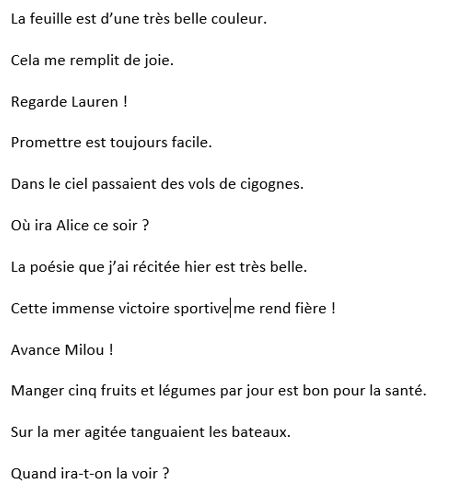 La feuille est d’une très belle couleur.
Cela me remplit de joie.
Regarde Lauren !
Promettre est toujours facile.
Dans le ciel passaient des vols de cigognes.
Où ira Alice ce soir ?
La poésie que j’ai récitée hier est très belle.
Cette immense victoire sportive me rend fière !
Avance Milou !
Manger cinq fruits et légumes par jour est bon pour la santé.
Sur la mer agitée tanguaient les bateaux.
Quand ira-t-on la voir ?